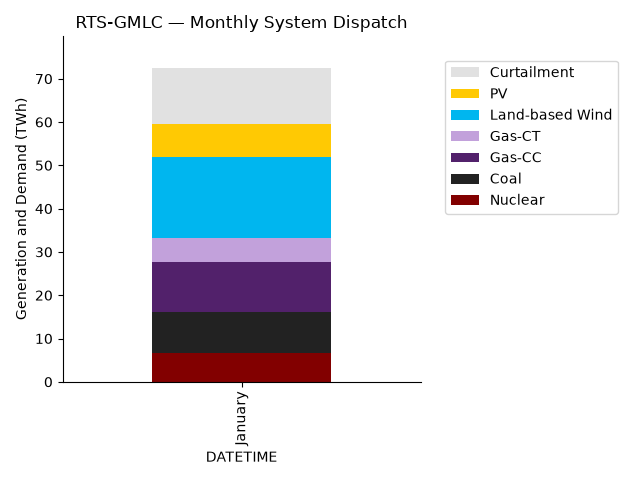 RTS-GMLC — Monthly System Dispatch
Generation and Demand (TWh)
70
60
50
40
30
20
10
0
January
DATETIME
Curtailment
PV
Land-based Wind
Gas-CT
Gas-CC
Coal
Nuclear